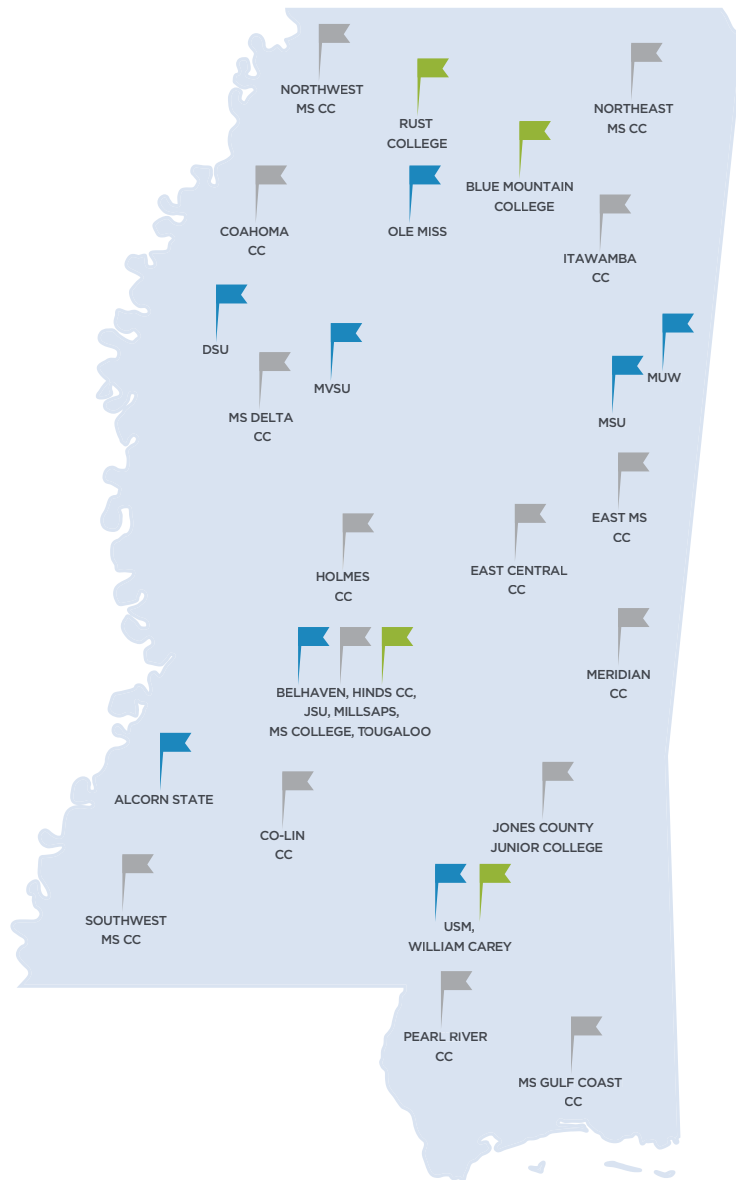 NORTHWEST
MS CC
RUST
COLLEGE
NORTHEAST
MS CC
BLUE MOUNTAIN
COLLEGE
COAHOMA
CC
OLE MISS
ITAWAMBA
CC
DSU
MVSU
MUW
MS DELTA
CC
MSU
EAST MS
CC
HOLMES
CC
EAST CENTRAL
CC
MERIDIAN
CC
BELHAVEN, HINDS CC,
JSU, MILLSAPS,
MS COLLEGE, TOUGALOO
ALCORN STATE
CO-LIN
CC
JONES COUNTY
JUNIOR COLLEGE
SOUTHWEST
MS CC
USM,
WILLIAM CAREY
PEARL RIVER
CC
MS GULF COAST
CC